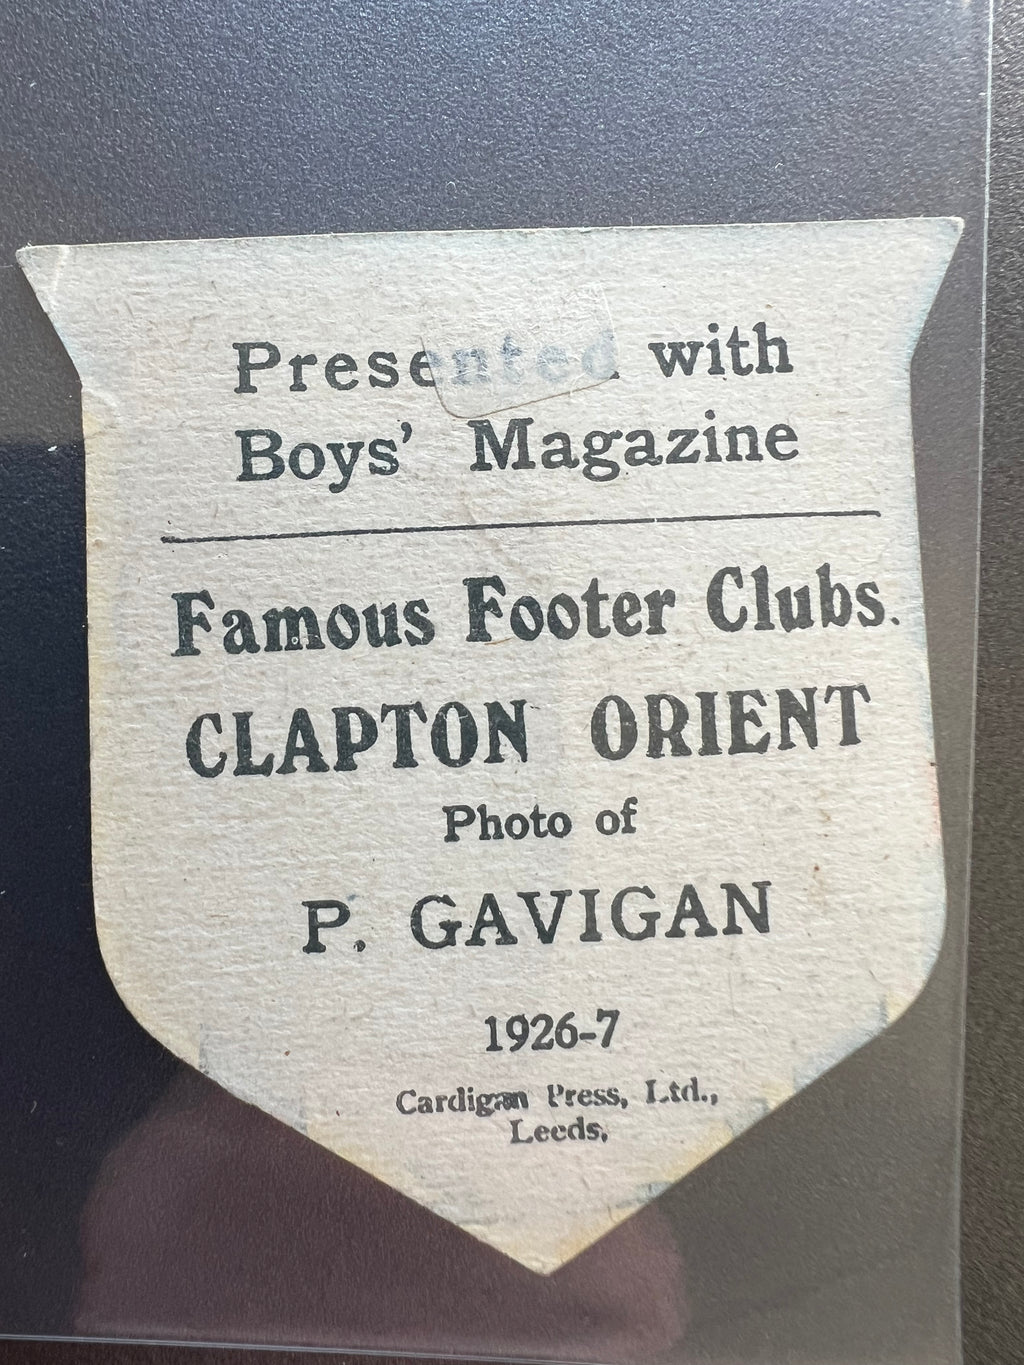 Presented with
Boys' Magazine
Famous Footer Clubs.
CLAPTON ORIENT
Photo of
P. GAVIGAN
1926-7
Cardigan Press, Ltd.,
Leeds.